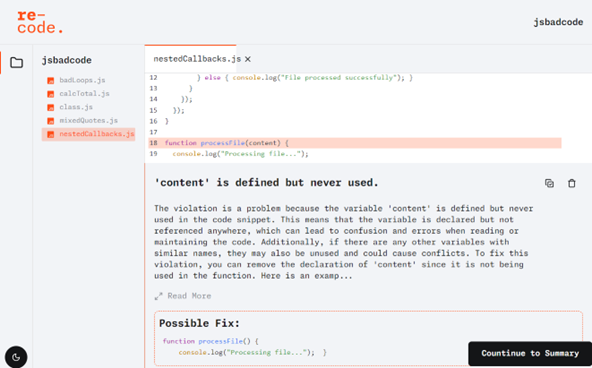 re-
code.
jsbadcode
jsbadcode
badLoops.js
calcTotal.js
class.js
mixedQuotes.js
nestedCallbacks.js
nestedCallbacks.js ×
12 } else { console.log("File processed successfully"); }
13 }
14 });
15 });
16 }
17
18 function processFile(content) {
19 console.log("Processing file...");
'content' is defined but never used.
The violation is a problem because the variable 'content' is defined but never
used in the code snippet. This means that the variable is declared but not
referenced anywhere, which can lead to confusion and errors when reading or
maintaining the code. Additionally, if there are any other variables with
similar names, they may also be unused and could cause conflicts. To fix this
violation, you can remove the declaration of 'content' since it is not being
used in the function. Here is an examp...
Read More
Possible Fix:
function processFile() {
console.log("Processing file..."); }
Countinue to Summary